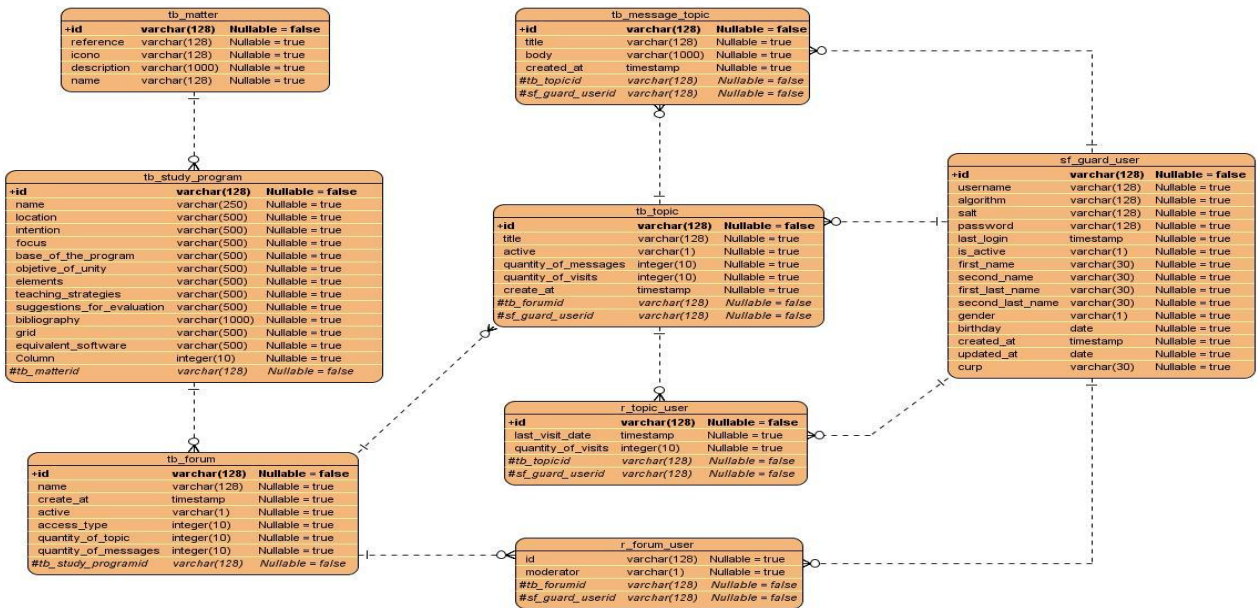 tb_matter
+id varchar(128) Nullable = false
reference varchar(128) Nullable = true
icono varchar(128) Nullable = true
description varchar(1000) Nullable = true
name varchar(128) Nullable = true
tb_study_program
+id varchar(128) Nullable = false
name varchar(250) Nullable = true
location varchar(500) Nullable = true
intention varchar(500) Nullable = true
focus varchar(500) Nullable = true
base_of_the_program varchar(500) Nullable = true
objetive_of_unity varchar(500) Nullable = true
elements varchar(500) Nullable = true
teaching_strategies varchar(500) Nullable = true
suggestions_for_evaluation varchar(500) Nullable = true
bibliography varchar(1000) Nullable = true
grid varchar(500) Nullable = true
equivalent_software varchar(500) Nullable = true
Column integer(10) Nullable = true
#tb_matterid varchar(128) Nullable = false
tb_forum
+id varchar(128) Nullable = false
name varchar(128) Nullable = true
create_at timestamp Nullable = true
active varchar(1) Nullable = true
access_type integer(10) Nullable = true
quantity_of_topic integer(10) Nullable = true
quantity_of_messages integer(10) Nullable = true
#tb_study_programid varchar(128) Nullable = false
tb_message_topic
+id varchar(128) Nullable = false
title varchar(128) Nullable = true
body varchar(1000) Nullable = true
created_at timestamp Nullable = true
#tb_topicid varchar(128) Nullable = false
#sf_guard_userid varchar(128) Nullable = false
tb_topic
+id varchar(128) Nullable = false
title varchar(128) Nullable = true
active varchar(1) Nullable = true
quantity_of_messages integer(10) Nullable = true
quantity_of_visits integer(10) Nullable = true
create_at timestamp Nullable = true
#tb_forumid varchar(128) Nullable = false
#sf_guard_userid varchar(128) Nullable = false
r_topic_user
+id varchar(128) Nullable = false
last_visit_date timestamp Nullable = true
quantity_of_visits integer(10) Nullable = true
#tb_topicid varchar(128) Nullable = false
#sf_guard_userid varchar(128) Nullable = false
r_forum_user
id varchar(128) Nullable = true
moderator varchar(1) Nullable = true
#tb_forumid varchar(128) Nullable = false
#sf_guard_userid varchar(128) Nullable = false
sf_guard_user
+id varchar(128) Nullable = false
username varchar(128) Nullable = true
algorithm varchar(128) Nullable = true
salt varchar(128) Nullable = true
password varchar(128) Nullable = true
last_login timestamp Nullable = true
is_active varchar(1) Nullable = true
first_name varchar(30) Nullable = true
second_name varchar(30) Nullable = true
first_last_name varchar(30) Nullable = true
second_last_name varchar(30) Nullable = true
gender varchar(1) Nullable = true
birthday date Nullable = true
created_at timestamp Nullable = true
updated_at date Nullable = true
curp varchar(30) Nullable = true